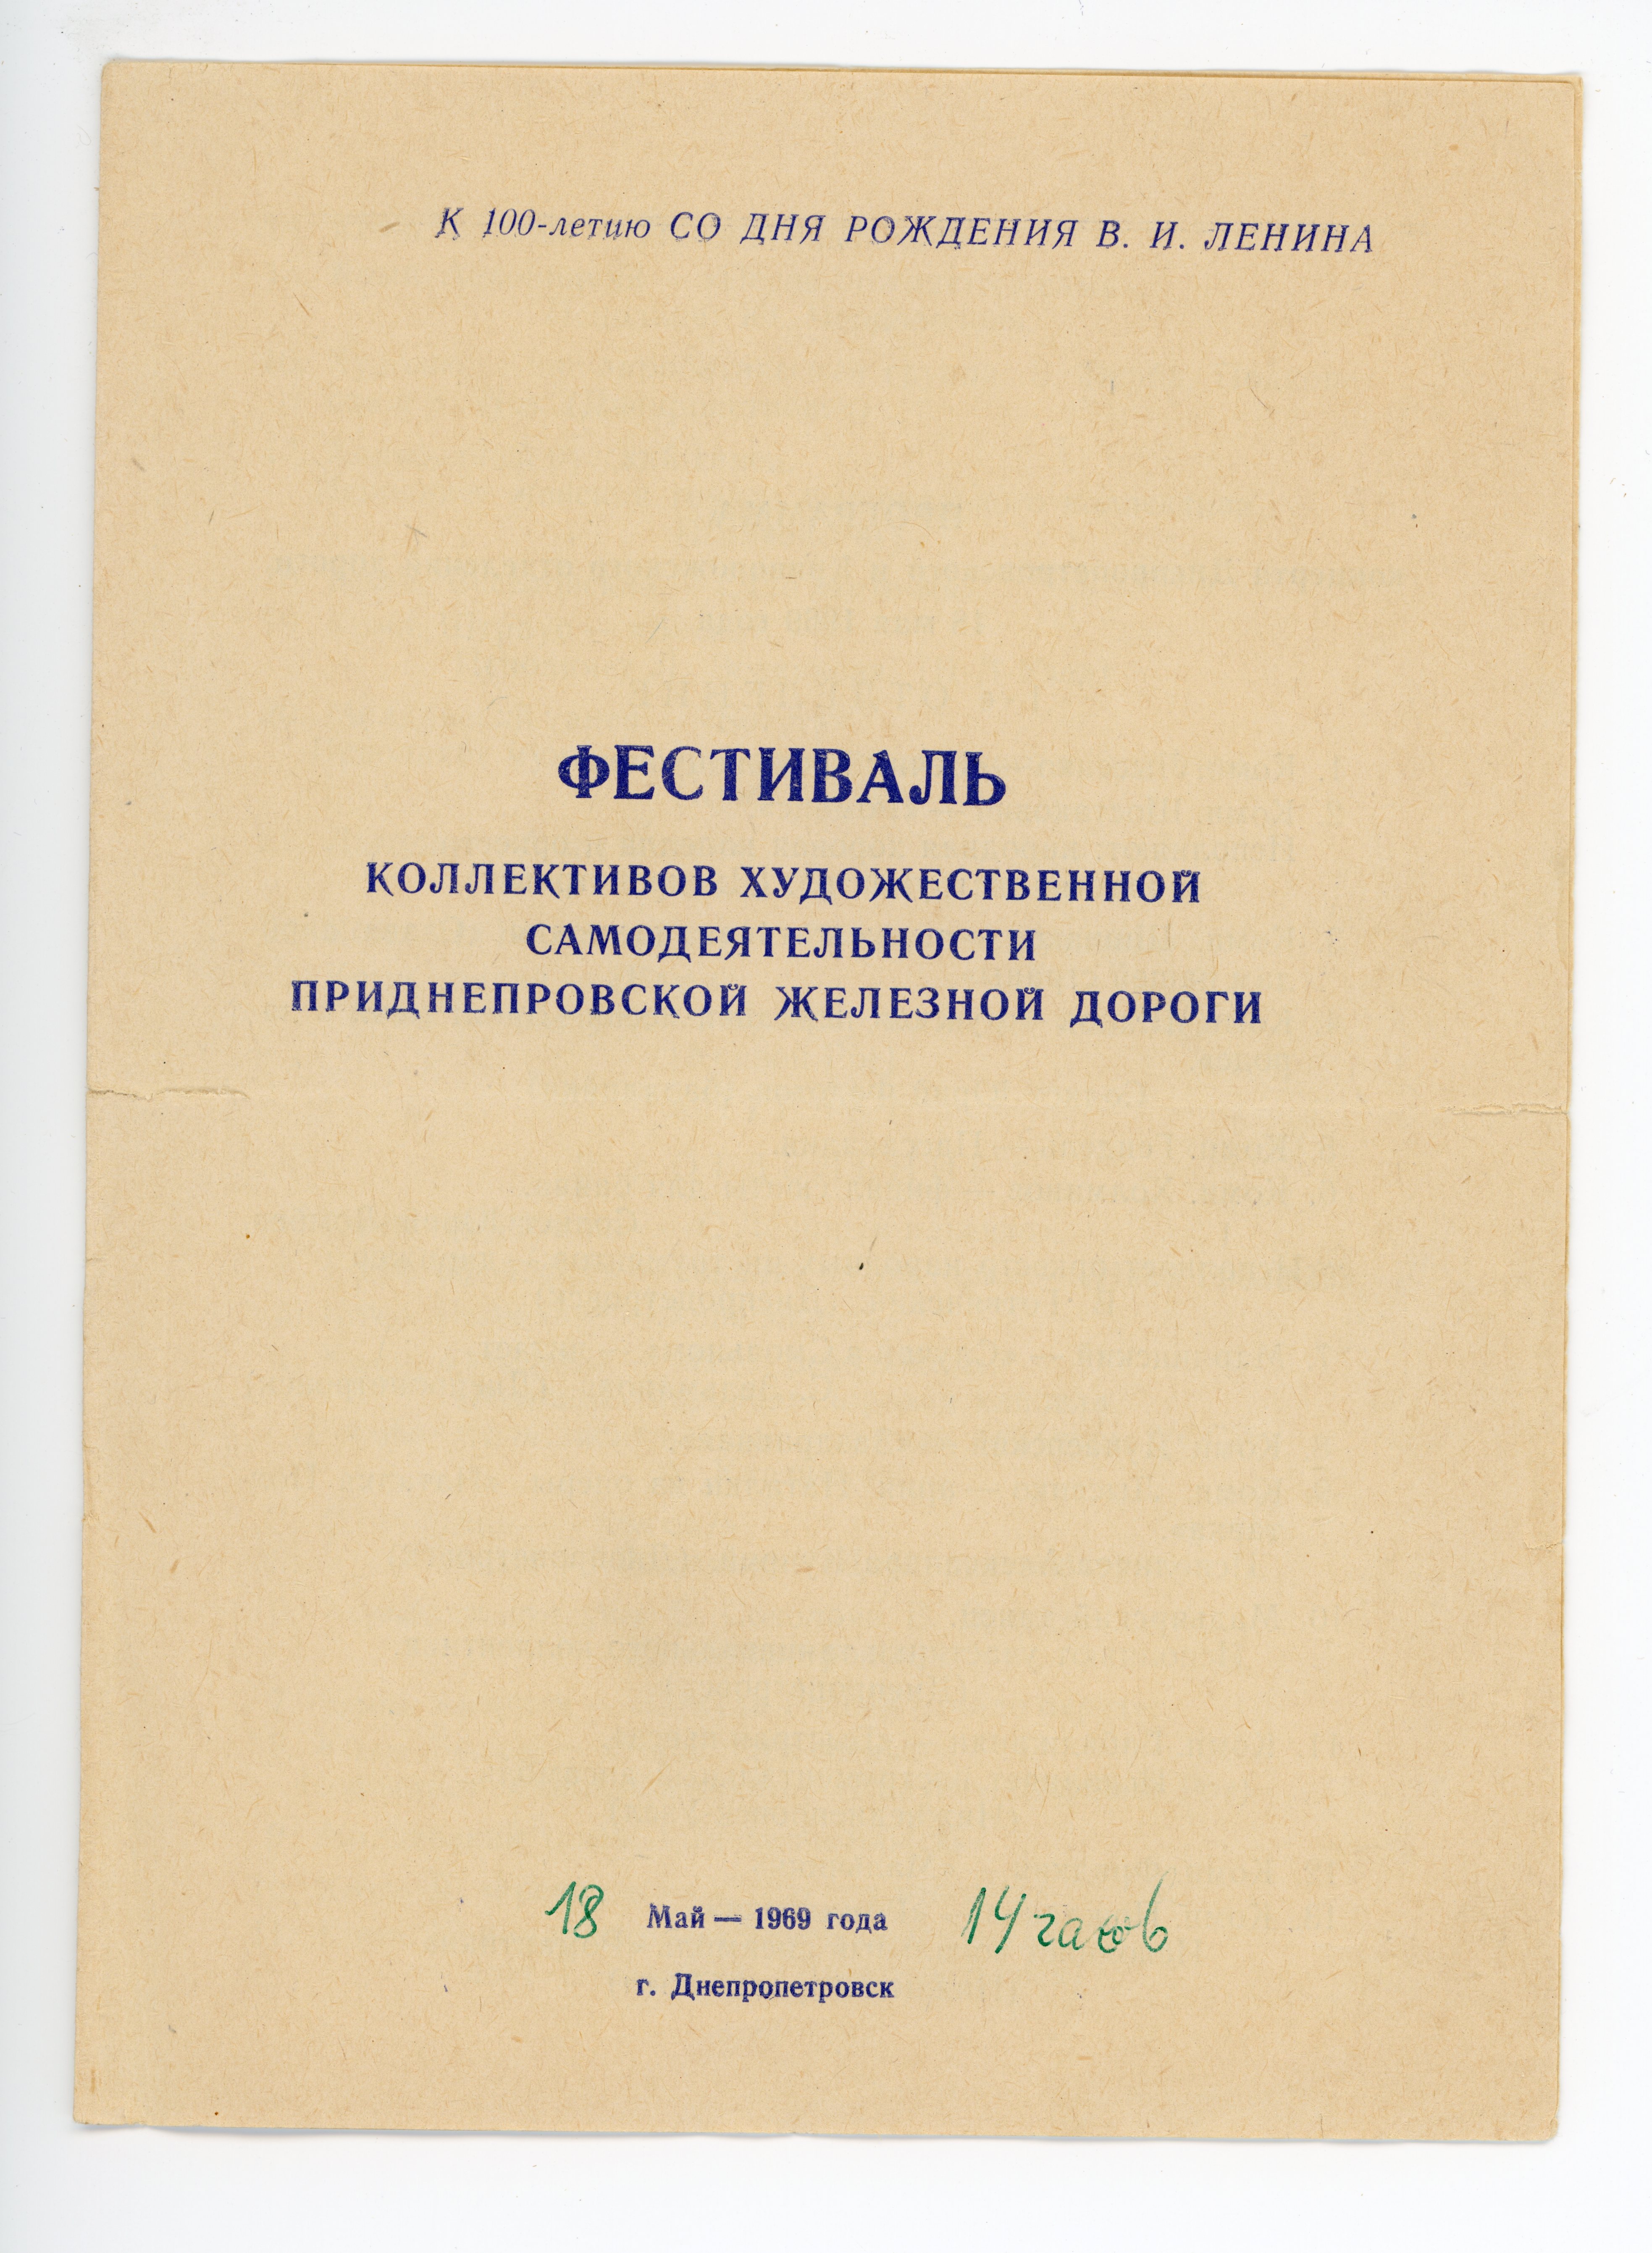 К 100-летию СО ДНЯ РОЖДЕНИЯ В. И. ЛЕНИНА
ФЕСТИВАЛЬ
КОЛЛЕКТИВОВ ХУДОЖЕСТВЕННОЙ
САМОДЕЯТЕЛЬНОСТИ
ПРИДНЕПРОВСКОЙ ЖЕЛЕЗНОЙ ДОРОГИ
18 Май — 1969 года 14 часов
г. Днепропетровск